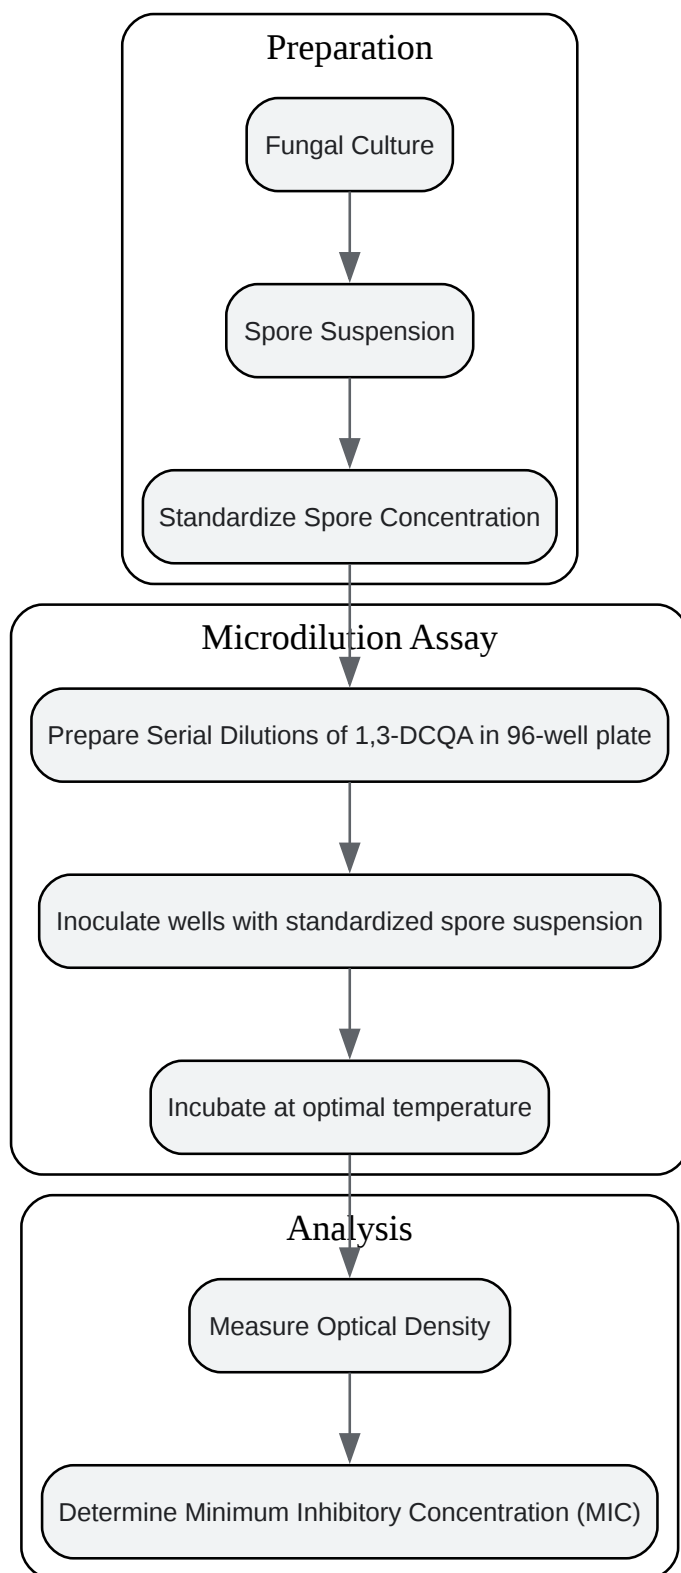 Preparation
Fungal Culture
Spore Suspension
Standardize Spore Concentration
Microdilution Assay
Prepare Serial Dilutions of 1,3-DCQA in 96-well plate
Inoculate wells with standardized spore suspension
Incubate at optimal temperature
Analysis
Measure Optical Density
Determine Minimum Inhibitory Concentration (MIC)